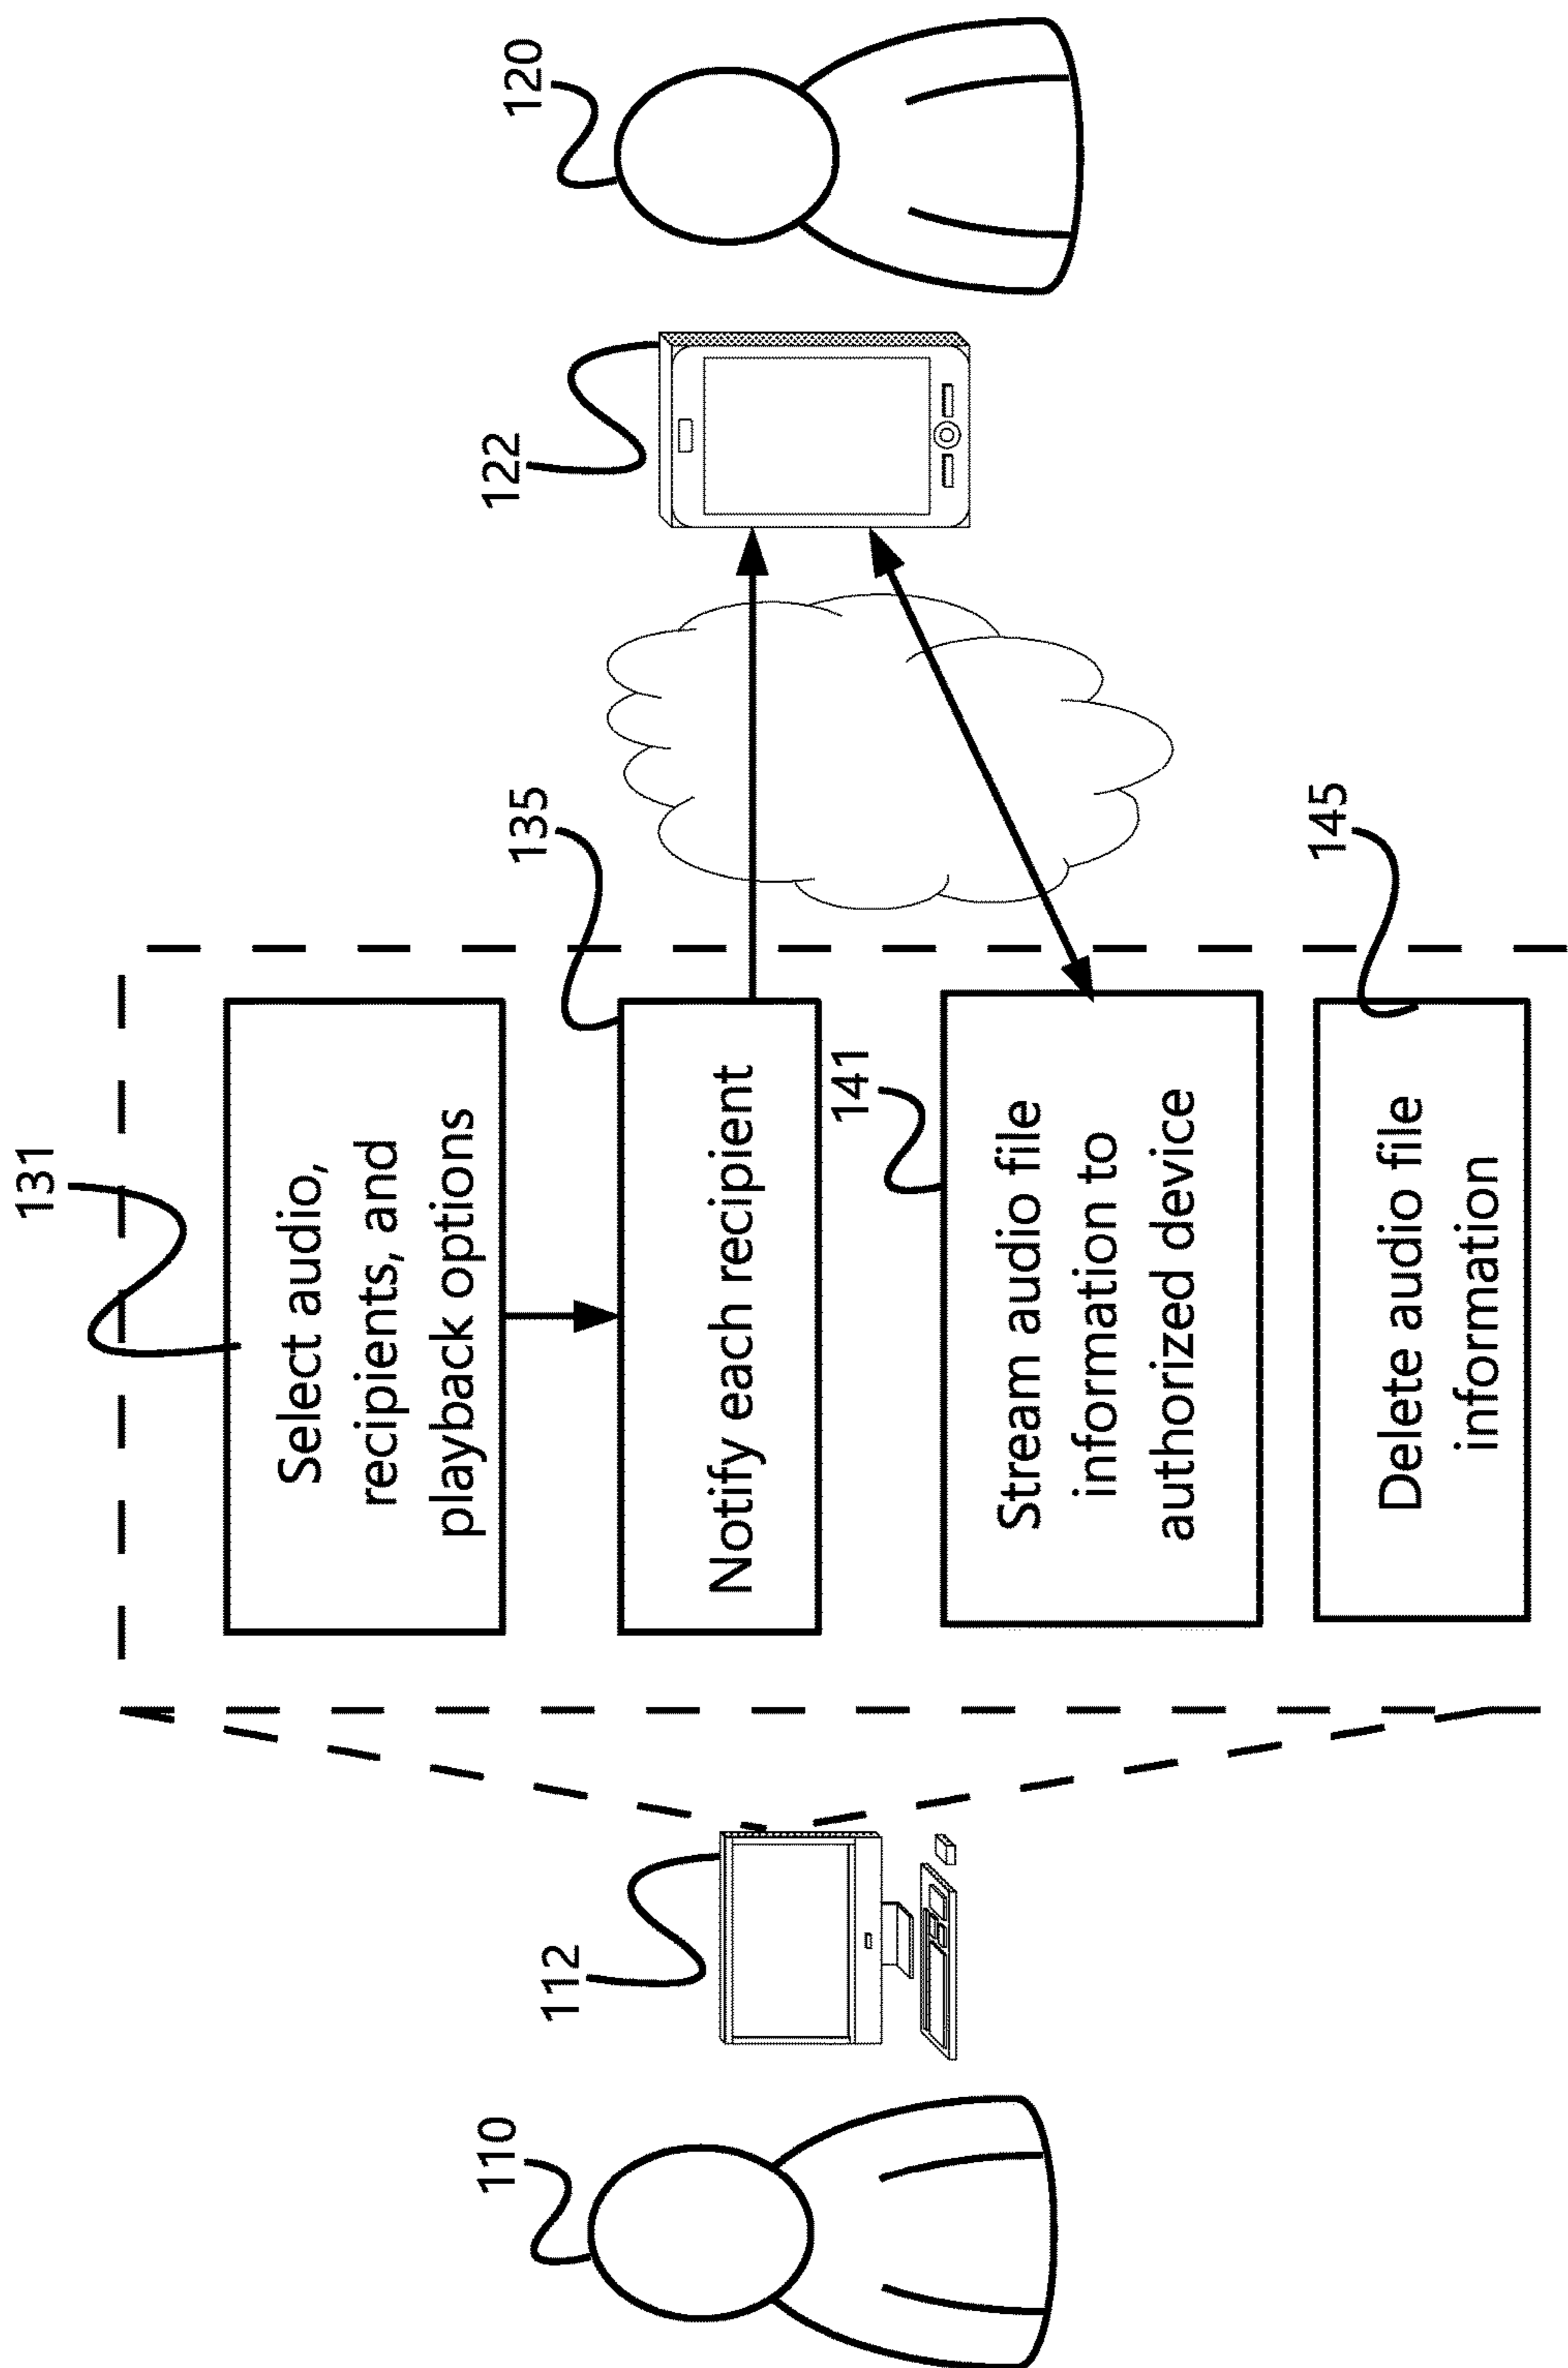 131
Select audio,
recipients, and
playback options
135
Notify each recipient
141
Stream audio file
information to
authorized device
145
Delete audio file
information
110
112
122
120